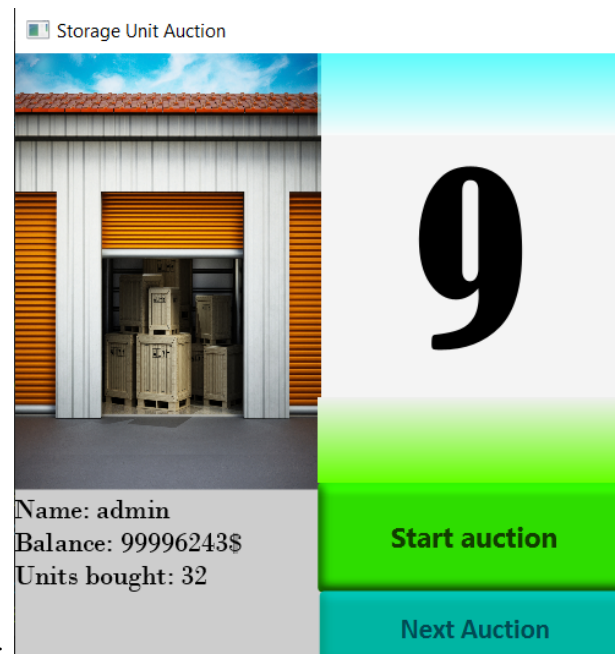 Storage Unit Auction
9
Name: admin
Balance: 99996243$
Units bought: 32
Start auction
Next Auction